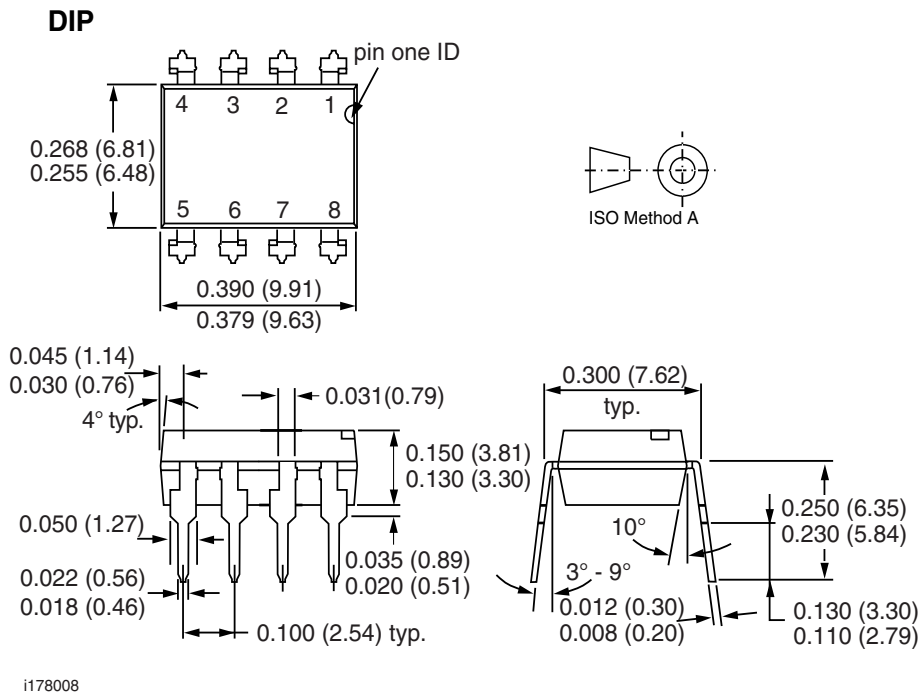 DIP
pin one ID
4 3 2 1
0.268 (6.81)
0.255 (6.48)
5 6 7 8
ISO Method A
0.390 (9.91)
0.379 (9.63)
0.045 (1.14)
0.030 (0.76)
4° typ.
0.031(0.79)
0.150 (3.81)
0.130 (3.30)
0.050 (1.27)
0.022 (0.56)
0.018 (0.46)
0.035 (0.89)
0.020 (0.51)
0.100 (2.54) typ.
0.300 (7.62)
typ.
10°
3° - 9°
0.012 (0.30)
0.008 (0.20)
0.250 (6.35)
0.230 (5.84)
0.130 (3.30)
0.110 (2.79)
i178008